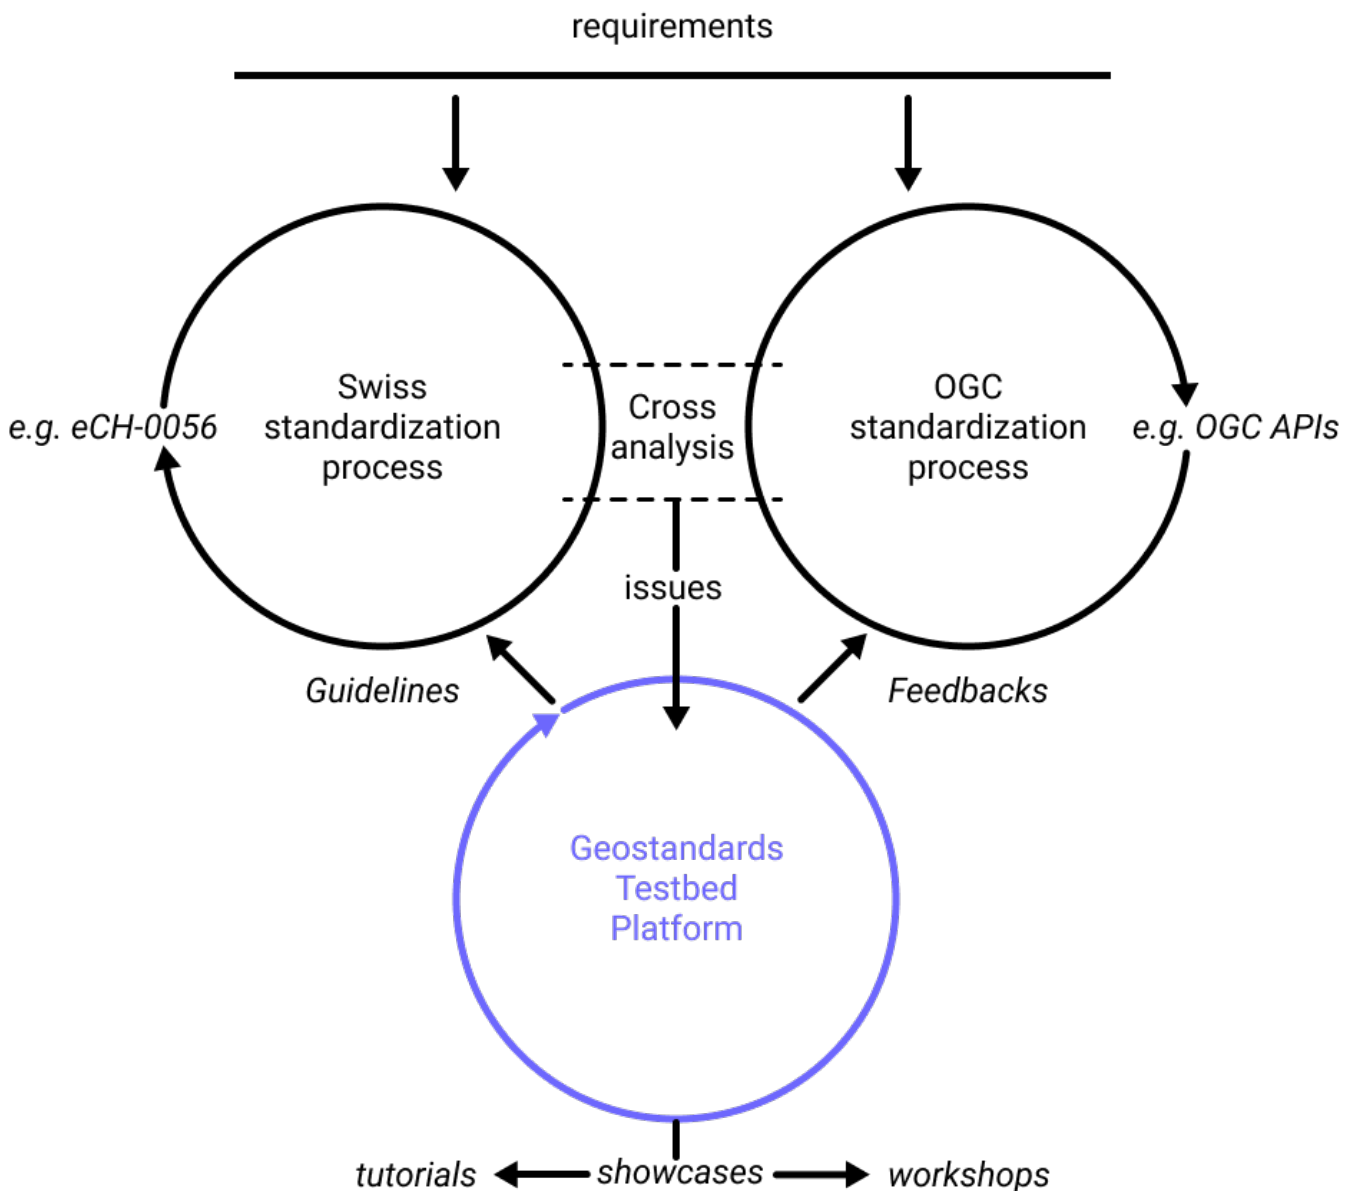 requirements
Swiss
standardization
process
e.g. eCH-0056
Cross
analysis
OGC
standardization
process
e.g. OGC APIs
issues
Guidelines
Feedbacks
Geostandards
Testbed
Platform
tutorials
showcases
workshops